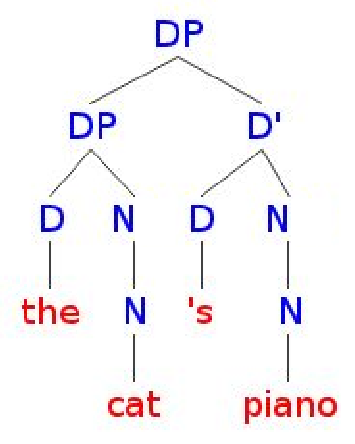 DP
DP D'
D N D N
the N 's N
cat piano